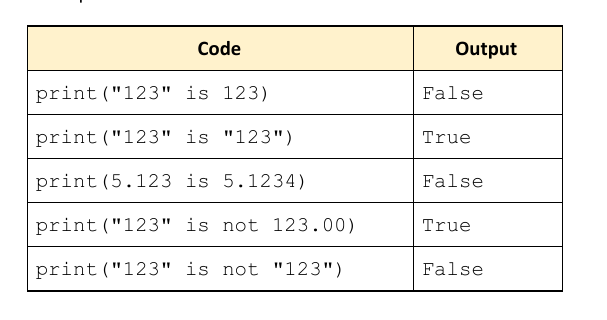 Code Output
print("123" is 123) False
print("123" is "123") True
print(5.123 is 5.1234) False
print("123" is not 123.00) True
print("123" is not "123") False